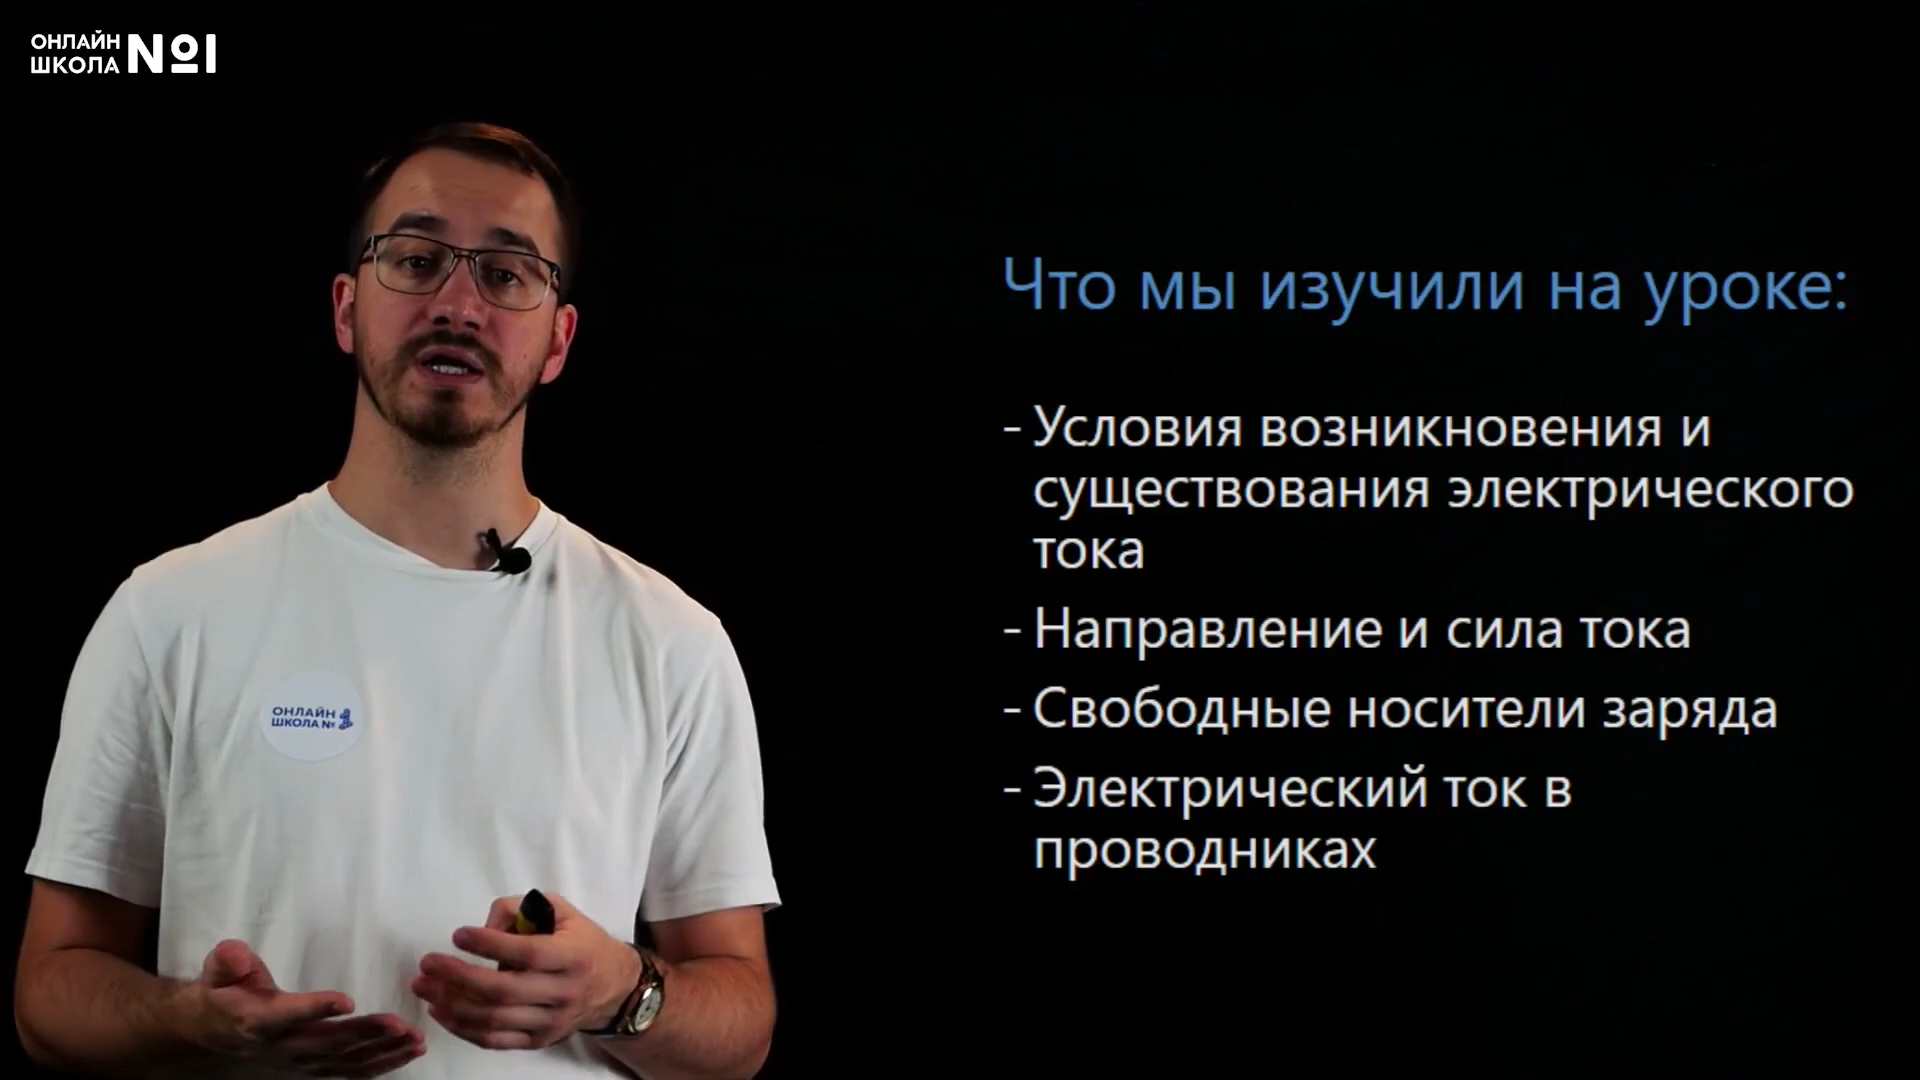 ОНЛАЙН
ШКОЛА №1
Что мы изучили на уроке:
- Условия возникновения и
существования электрического
тока
- Направление и сила тока
- Свободные носители заряда
- Электрический ток в
проводниках
ОНЛАЙН
ШКОЛА № 1